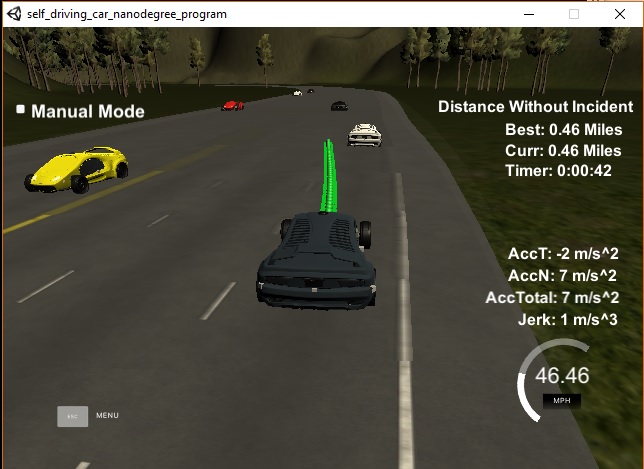 self_driving_car_nanodegree_program
Manual Mode
Distance Without Incident
Best: 0.46 Miles
Curr: 0.46 Miles
Timer: 0:00:42
AccT: -2 m/s^2
AccN: 7 m/s^2
AccTotal: 7 m/s^2
Jerk: 1 m/s^3
46.46
MPH
ESC MENU